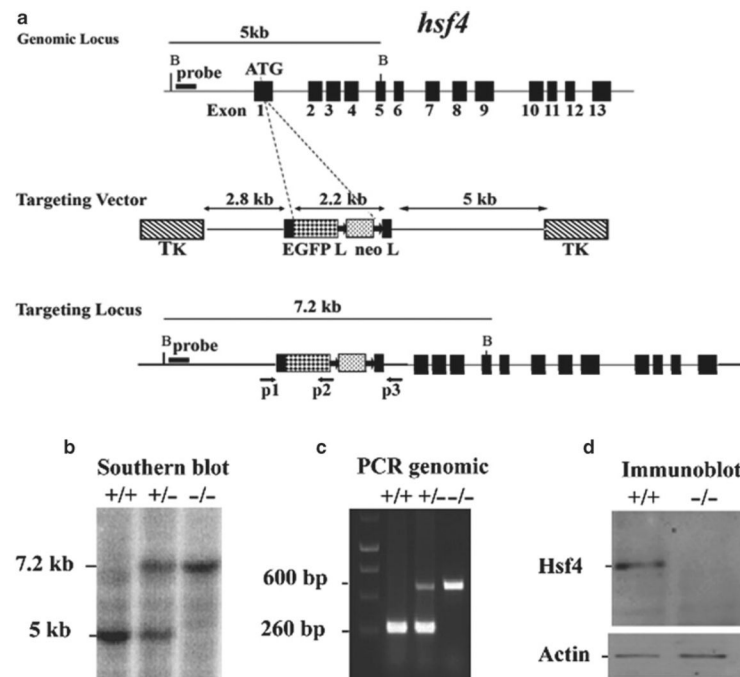 a
hsf4
Genomic Locus
5kb
B
B
probe
ATG
Exon 1 2 3 4 5 6 7 8 9 10 11 12 13
Targeting Vector
2.8 kb 2.2 kb 5 kb
TK EGFP L neo L TK
Targeting Locus
7.2 kb
B
B
probe
p1 p2 p3
b
Southern blot
+/+ +/- -/-
7.2 kb
5 kb
c
PCR genomic
+/+ +/--/-
600 bp
260 bp
d
Immunoblot
+/+ -/-
Hsf4
Actin